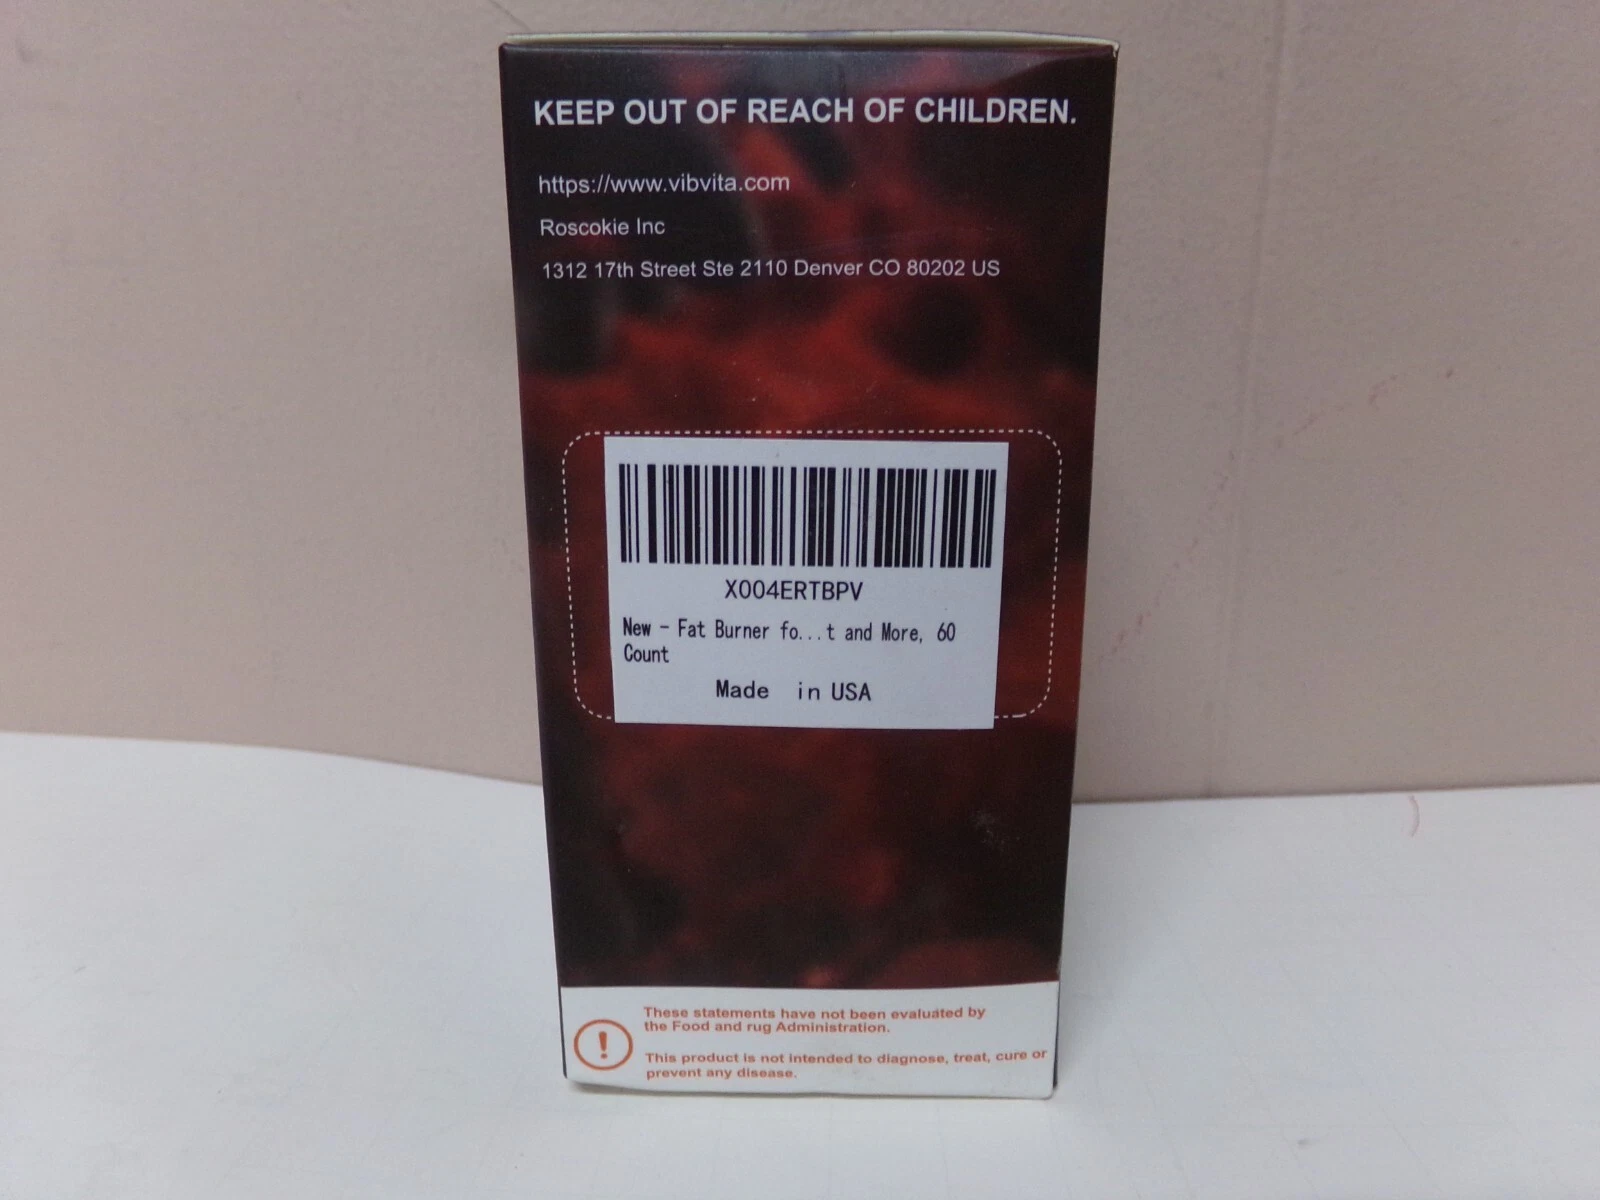 KEEP OUT OF REACH OF CHILDREN.
https://www.vibvita.com
Roscokie Inc
1312 17th Street Ste 2110 Denver CO 80202 US
X004ERTBPV
New - Fat Burner fo...t and More, 60
Count
Made in USA
These statements have not been evaluated by
the Food and rug Administration.
This product is not intended to diagnose, treat, cure or
prevent any disease.